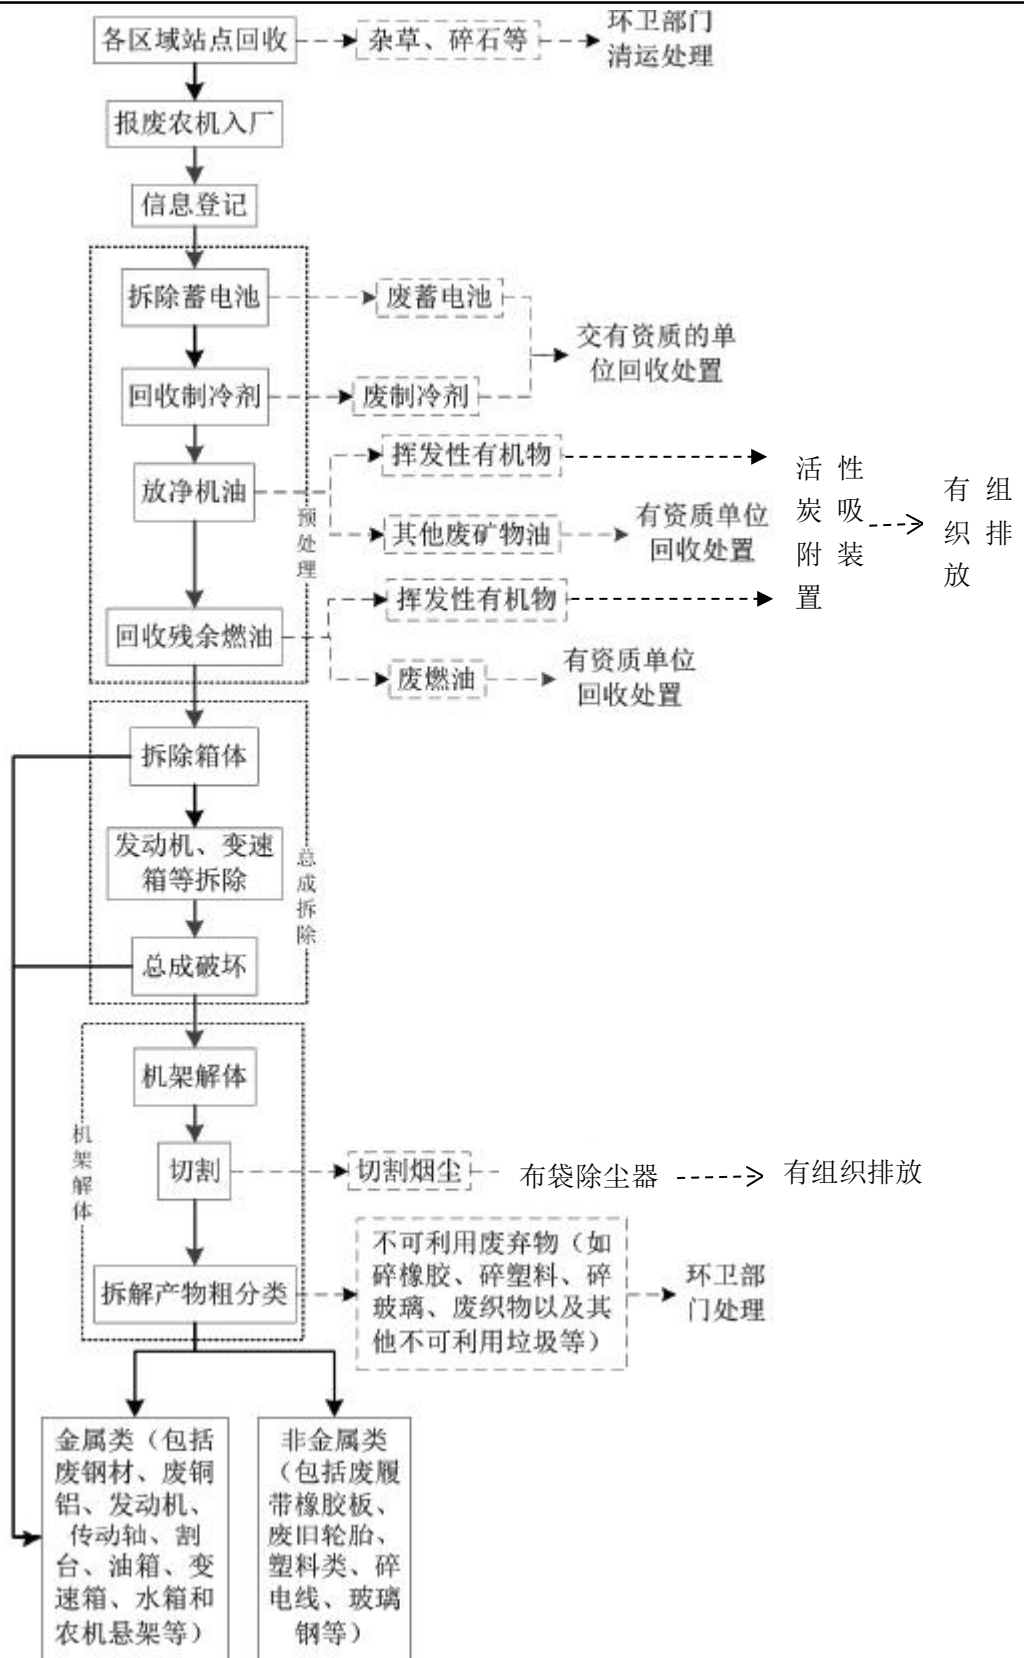 各区域站点回收
杂草、碎石等
环卫部门
清运处理
报废农机入厂
信息登记
拆除蓄电池
废蓄电池
交有资质的单
位回收处置
回收制冷剂
废制冷剂
挥发性有机物
放净机油
其他废矿物油
有资质单位
回收处置
活性
炭吸
附装
置
有组
织排
放
预
处
理
挥发性有机物
回收残余燃油
废燃油
有资质单位
回收处置
拆除箱体
发动机、变速
箱等拆除
总
成
拆
除
总成破坏
机架解体
机
架
解
体
切割
切割烟尘
布袋除尘器
有组织排放
拆解产物粗分类
不可利用废弃物（如
碎橡胶、碎塑料、碎
玻璃、废织物以及其
他不可利用垃圾等）
环卫部
门处理
金属类（包括
废钢材、废铜
铝、发动机、
传动轴、割
台、油箱、变
速箱、水箱和
农机悬架等）
非金属类
（包括废履
带橡胶板、
废旧轮胎、
塑料类、碎
电线、玻璃
钢等）